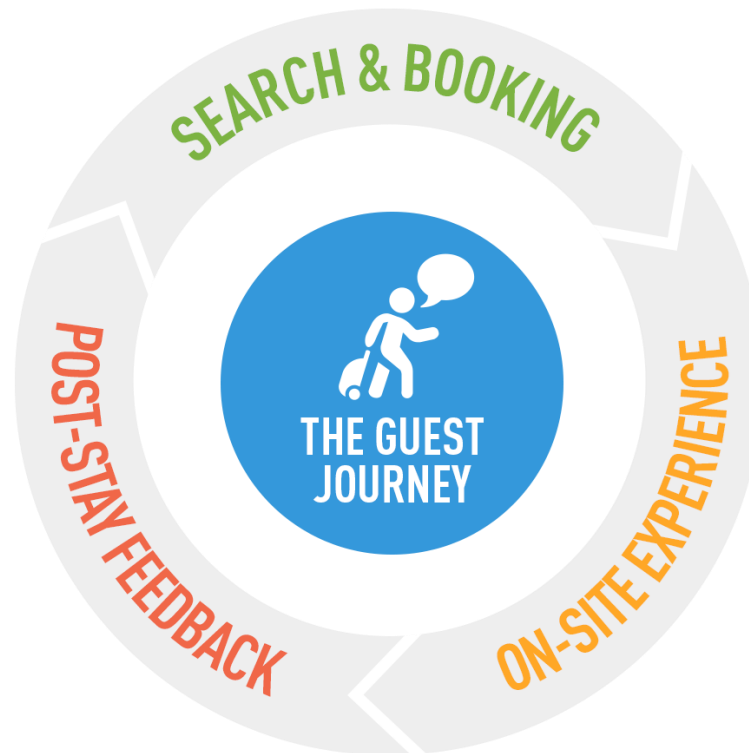 SEARCH & BOOKING
ON-SITE EXPERIENCE
POST-STAY FEEDBACK
THE GUEST
JOURNEY